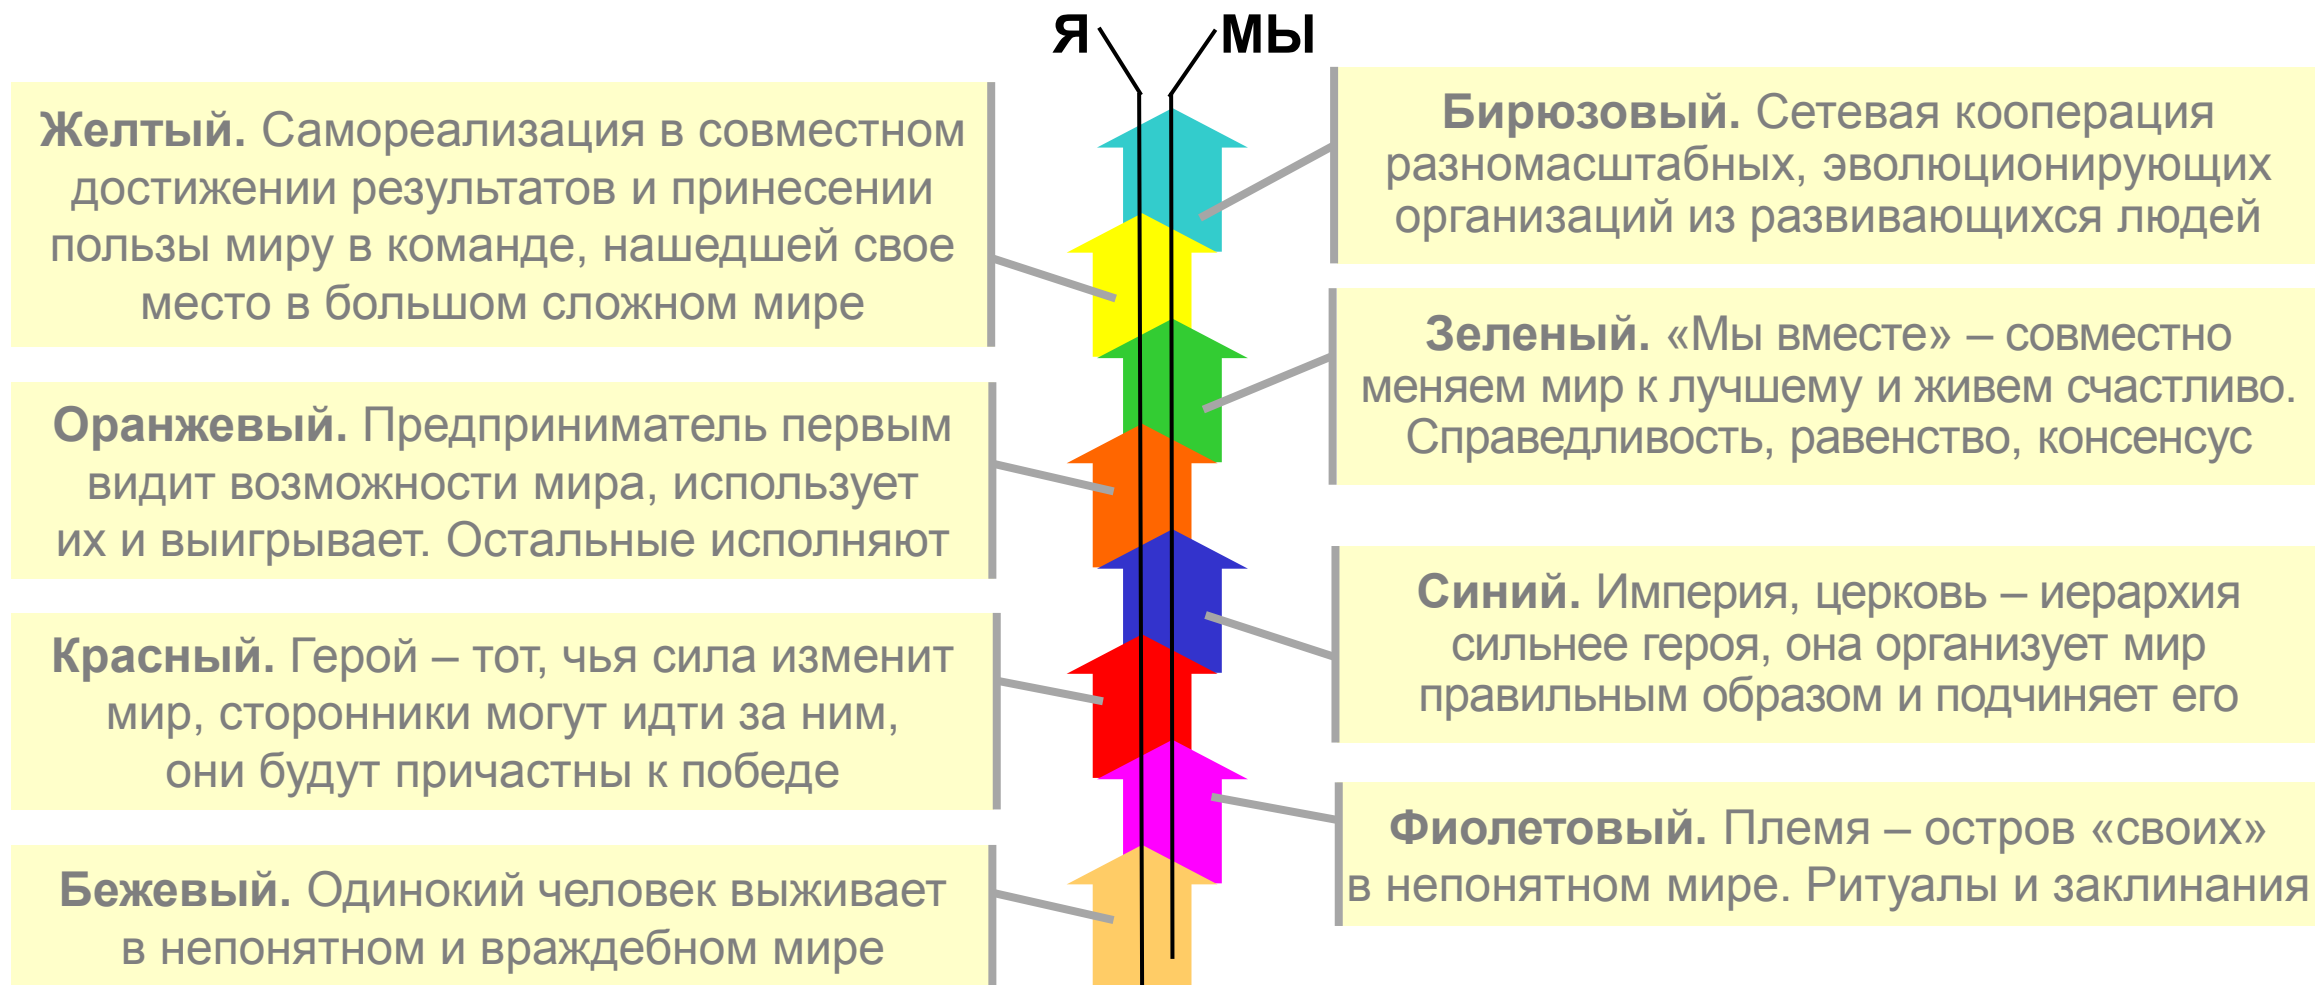 Я
МЫ
Желтый. Самореализация в совместном
достижении результатов и принесении
пользы миру в команде, нашедшей свое
место в большом сложном мире
Оранжевый. Предприниматель первым
видит возможности мира, использует
их и выигрывает. Остальные исполняют
Красный. Герой – тот, чья сила изменит
мир, сторонники могут идти за ним,
они будут причастны к победе
Бежевый. Одинокий человек выживает
в непонятном и враждебном мире
Бирюзовый. Сетевая кооперация
разномасштабных, эволюционирующих
организаций из развивающихся людей
Зеленый. «Мы вместе» – совместно
меняем мир к лучшему и живем счастливо.
Справедливость, равенство, консенсус
Синий. Империя, церковь – иерархия
сильнее героя, она организует мир
правильным образом и подчиняет его
Фиолетовый. Племя – остров «своих»
в непонятном мире. Ритуалы и заклинания